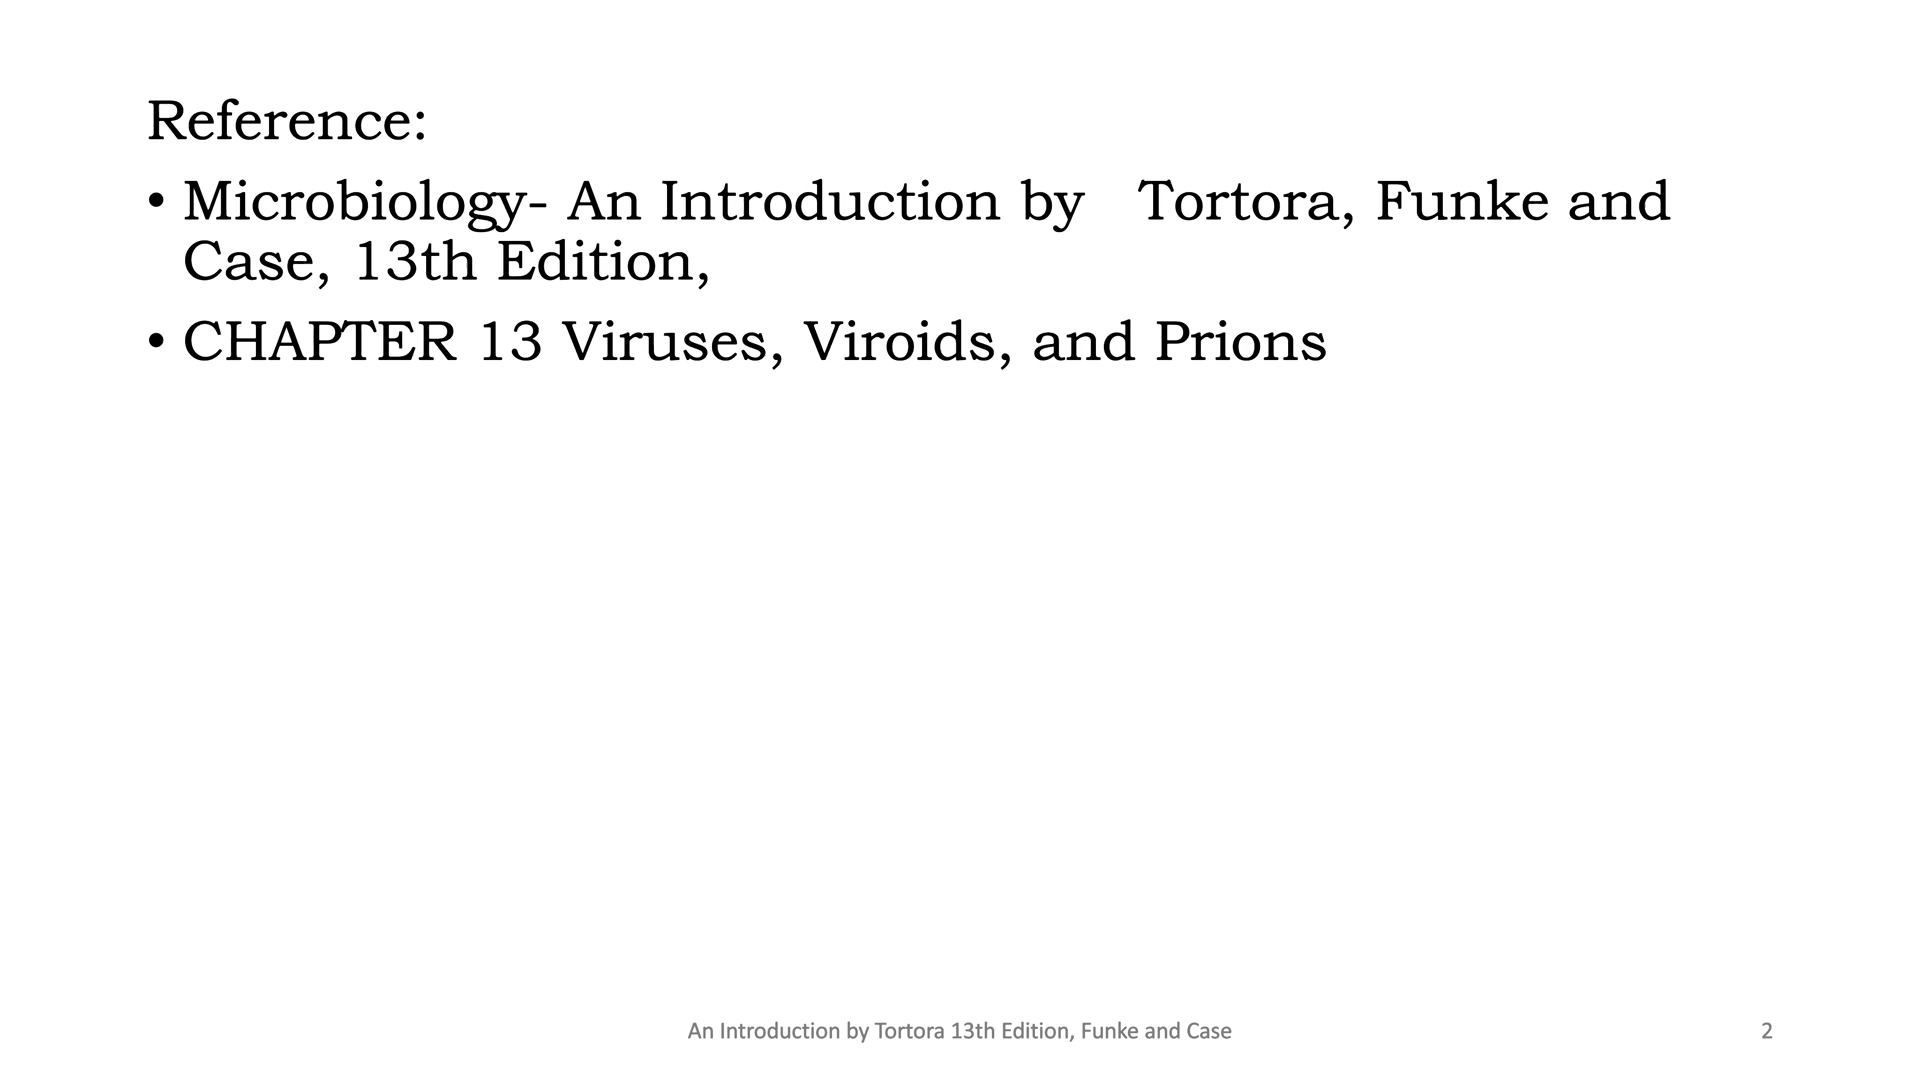 Reference:
• Microbiology- An Introduction by   Tortora, Funke and
Case, 13th Edition,
• CHAPTER 13 Viruses, Viroids, and Prions
An Introduction by Tortora 13th Edition, Funke and Case
2